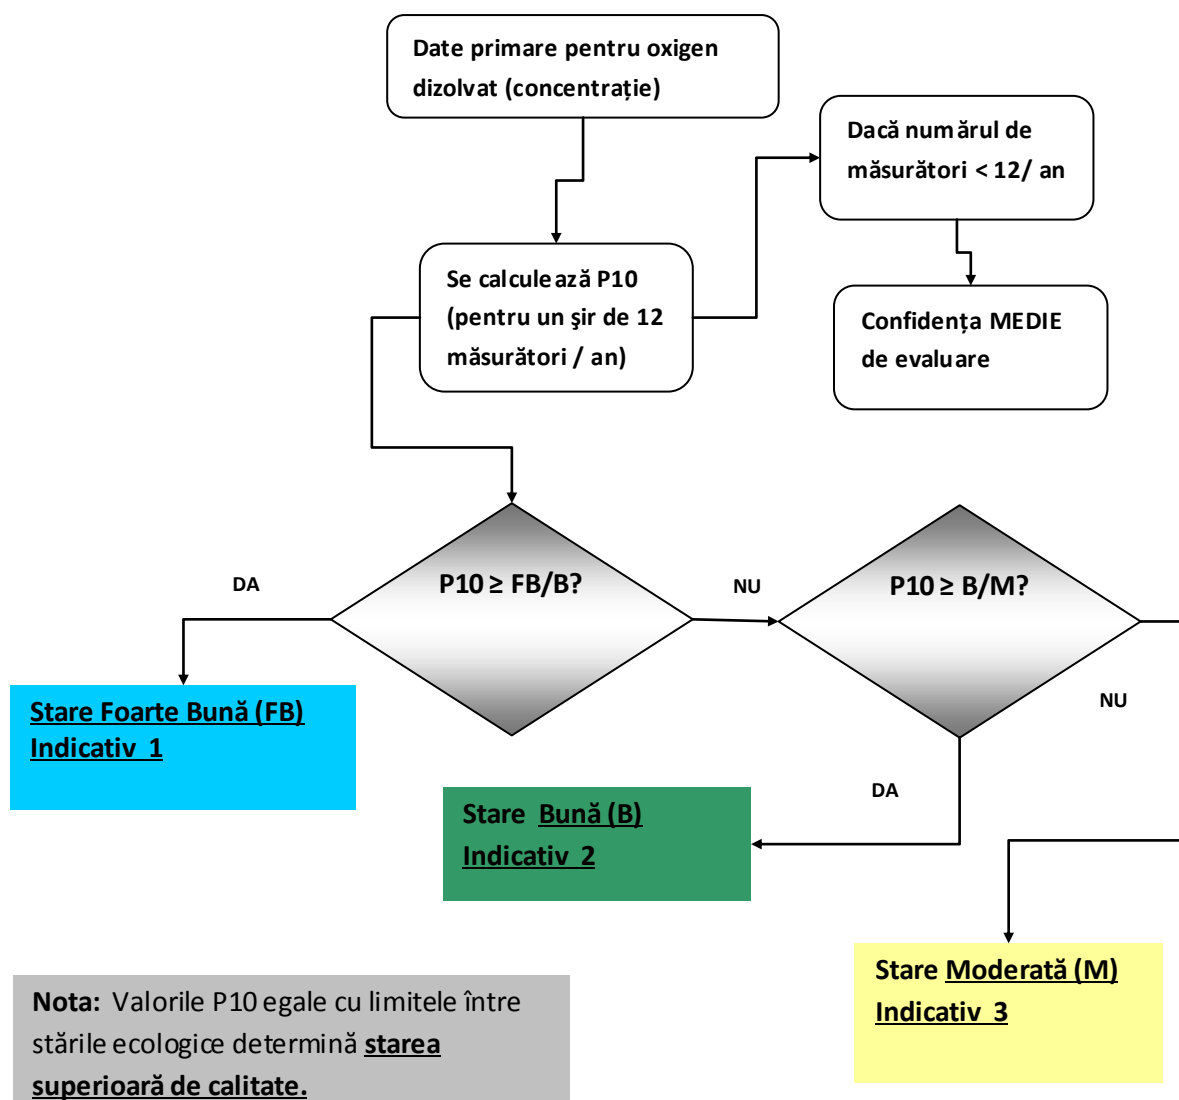 Date primare pentru oxigen
dizolvat (concentrație)
Dacă numărul de
măsurători < 12/ an
Se calculează P10
(pentru un şir de 12
măsurători / an)
Confidența MEDIE
de evaluare
P10 ≥ FB/B?
DA
NU
P10 ≥ B/M?
NU
DA
Stare Foarte Bună (FB)
Indicativ 1
Stare Bună (B)
Indicativ 2
Stare Moderată (M)
Indicativ 3
Nota: Valorile P10 egale cu limitele între
stările ecologice determină starea
superioară de calitate.